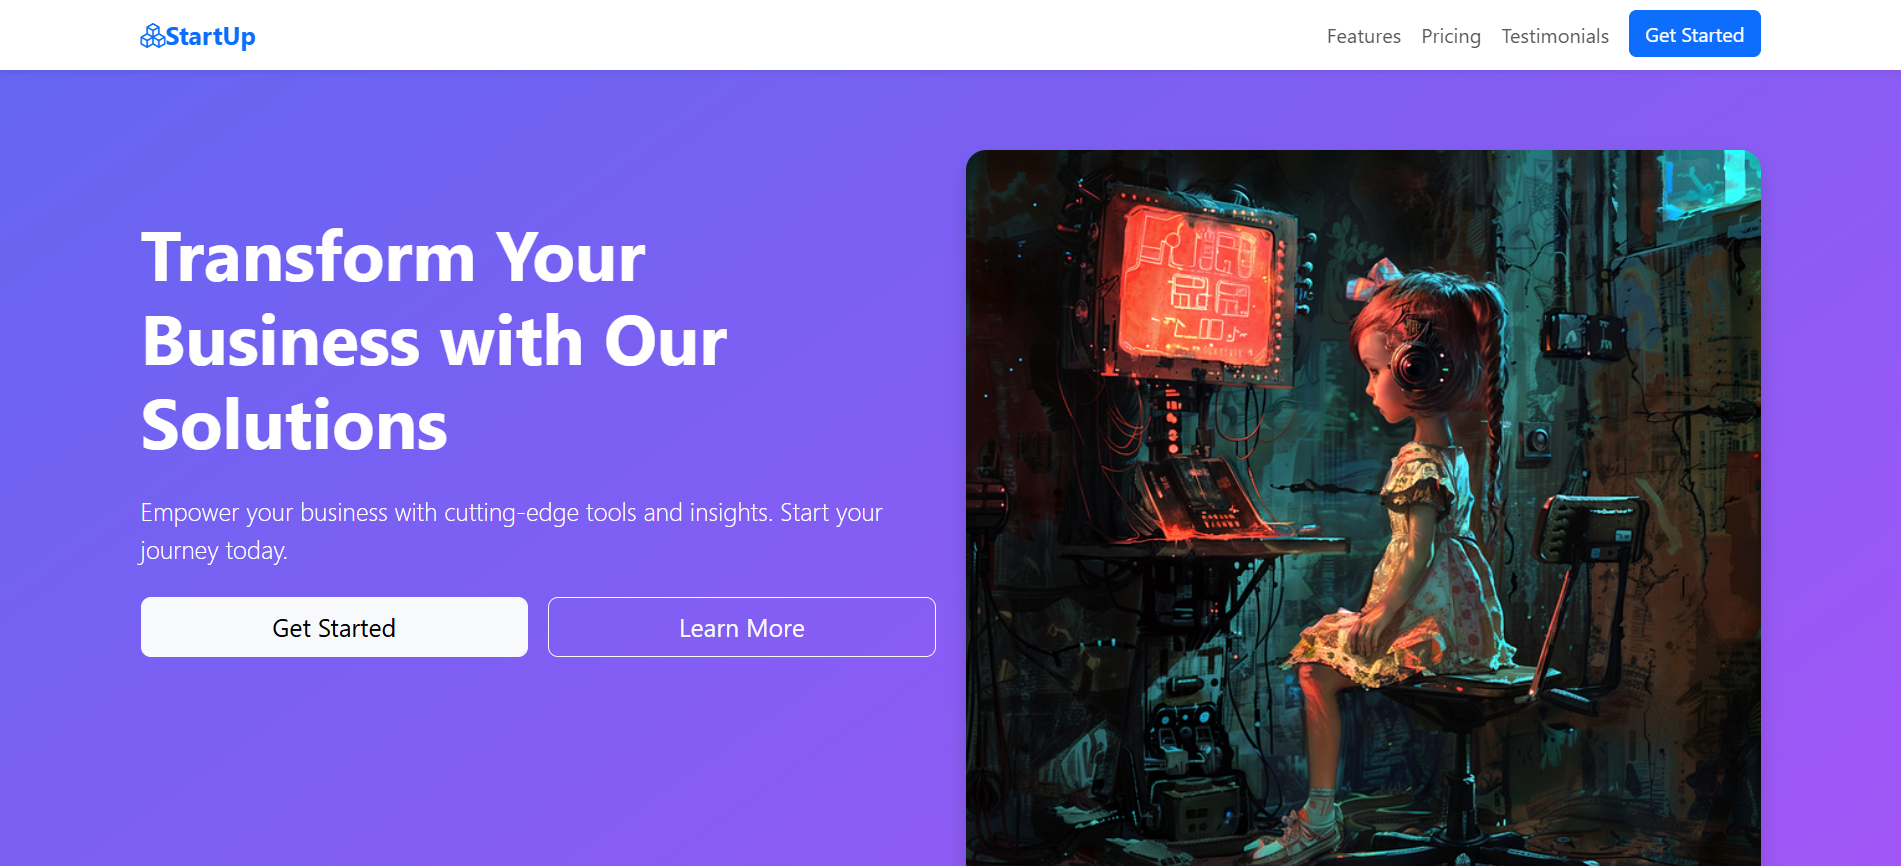 StartUp
Features
Pricing
Testimonials
Get Started
Transform Your
Business with Our
Solutions
Empower your business with cutting-edge tools and insights. Start your
journey today.
Get Started
Learn More